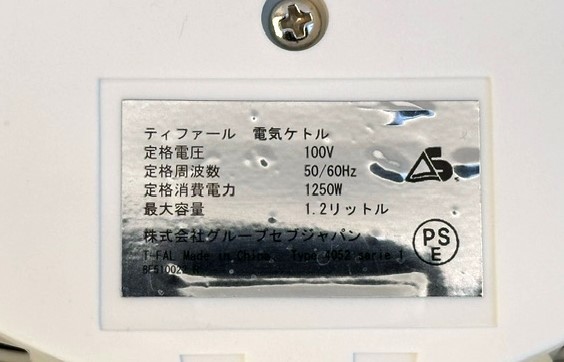 ティファール 電気ケトル
定格電圧 100V
定格周波数 50/60Hz
定格消費電力 1250W
最大容量 1.2リットル
株式会社グループセブジャパン
T-FAL Made in China Type 4052 serie 1
PS
E